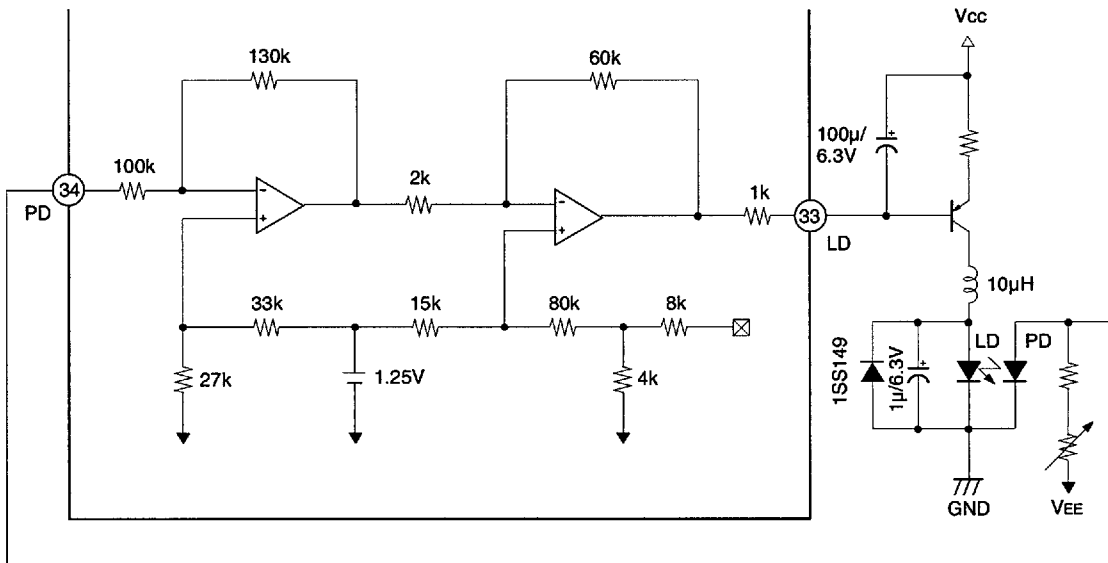 Vcc
130k
60k
100µ/
6.3V
+
100k
34
PD
-
+
2k
-
+
1k
33
LD
10µH
33k
15k
80k
8k
27k
1.25V
4k
1SS149
1µ/6.3V
+
LD
PD
GND
VEE